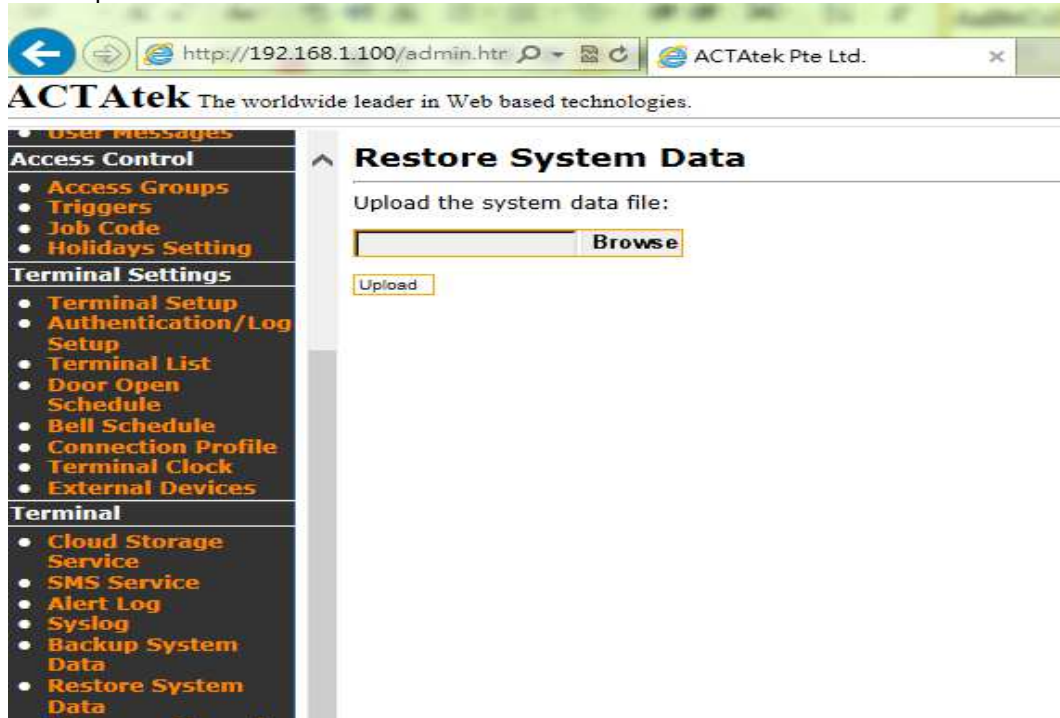 http://192.168.1.100/admin.htr
ACTAtek Pte Ltd.
ACTAtek The worldwide leader in Web based technologies.
User Messages
Access Control
Access Groups
Triggers
Job Code
Holidays Setting
Terminal Settings
Terminal Setup
Authentication/Log
Setup
Terminal List
Door Open
Schedule
Bell Schedule
Connection Profile
Terminal Clock
External Devices
Terminal
Cloud Storage
Service
SMS Service
Alert Log
Syslog
Backup System
Data
Restore System
Data
Restore System Data
Upload the system data file:
Browse
Upload